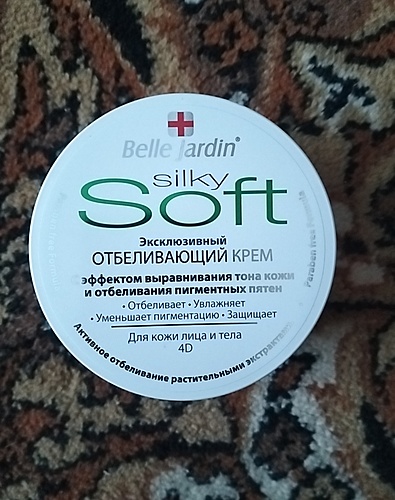 Belle Jardin®
silky
Soft
Эксклюзивный
ОТБЕЛИВАЮЩИЙ КРЕМ
эффектом выравнивания тона кожи
и отбеливания пигментных пятен
• Отбеливает • Увлажняет
• Уменьшает пигментацию • Защищает
Для кожи лица и тела
4D
Активное отбеливание растительными экстрактами
Paraben free formula